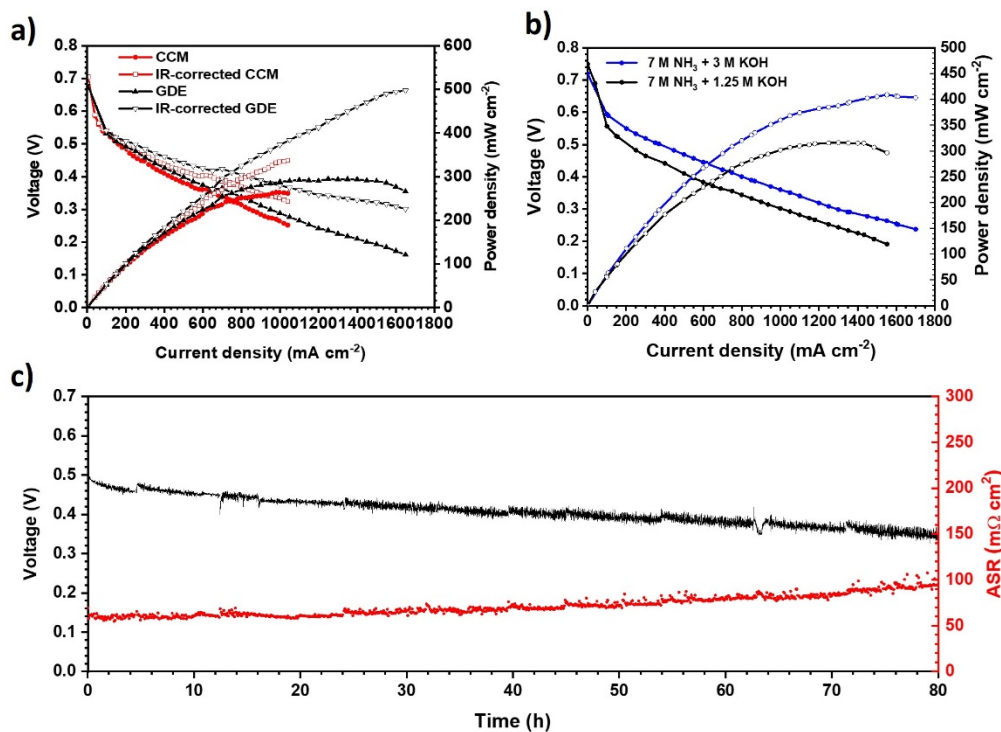 a)
CCM
IR-corrected CCM
GDE
IR-corrected GDE
Voltage (V)
0.8
0.7
0.6
0.5
0.4
0.3
0.2
0.1
0.0
Power density (mW cm-2)
600
500
400
300
200
100
0
0 200 400 600 800 1000 1200 1400 1600 1800
Current density (mA cm-2)
b)
7 M NH3 + 3 M KOH
7 M NH3 + 1.25 M KOH
Voltage (V)
0.8
0.7
0.6
0.5
0.4
0.3
0.2
0.1
0.0
Power density (mW cm-2)
500
450
400
350
300
250
200
150
100
50
0
0 200 400 600 800 1000 1200 1400 1600 1800
Current density (mA cm-2)
c)
Voltage (V)
0.7
0.6
0.5
0.4
0.3
0.2
0.1
0.0
ASR (mΩ cm2)
300
250
200
150
100
50
0
0 10 20 30 40 50 60 70 80
Time (h)